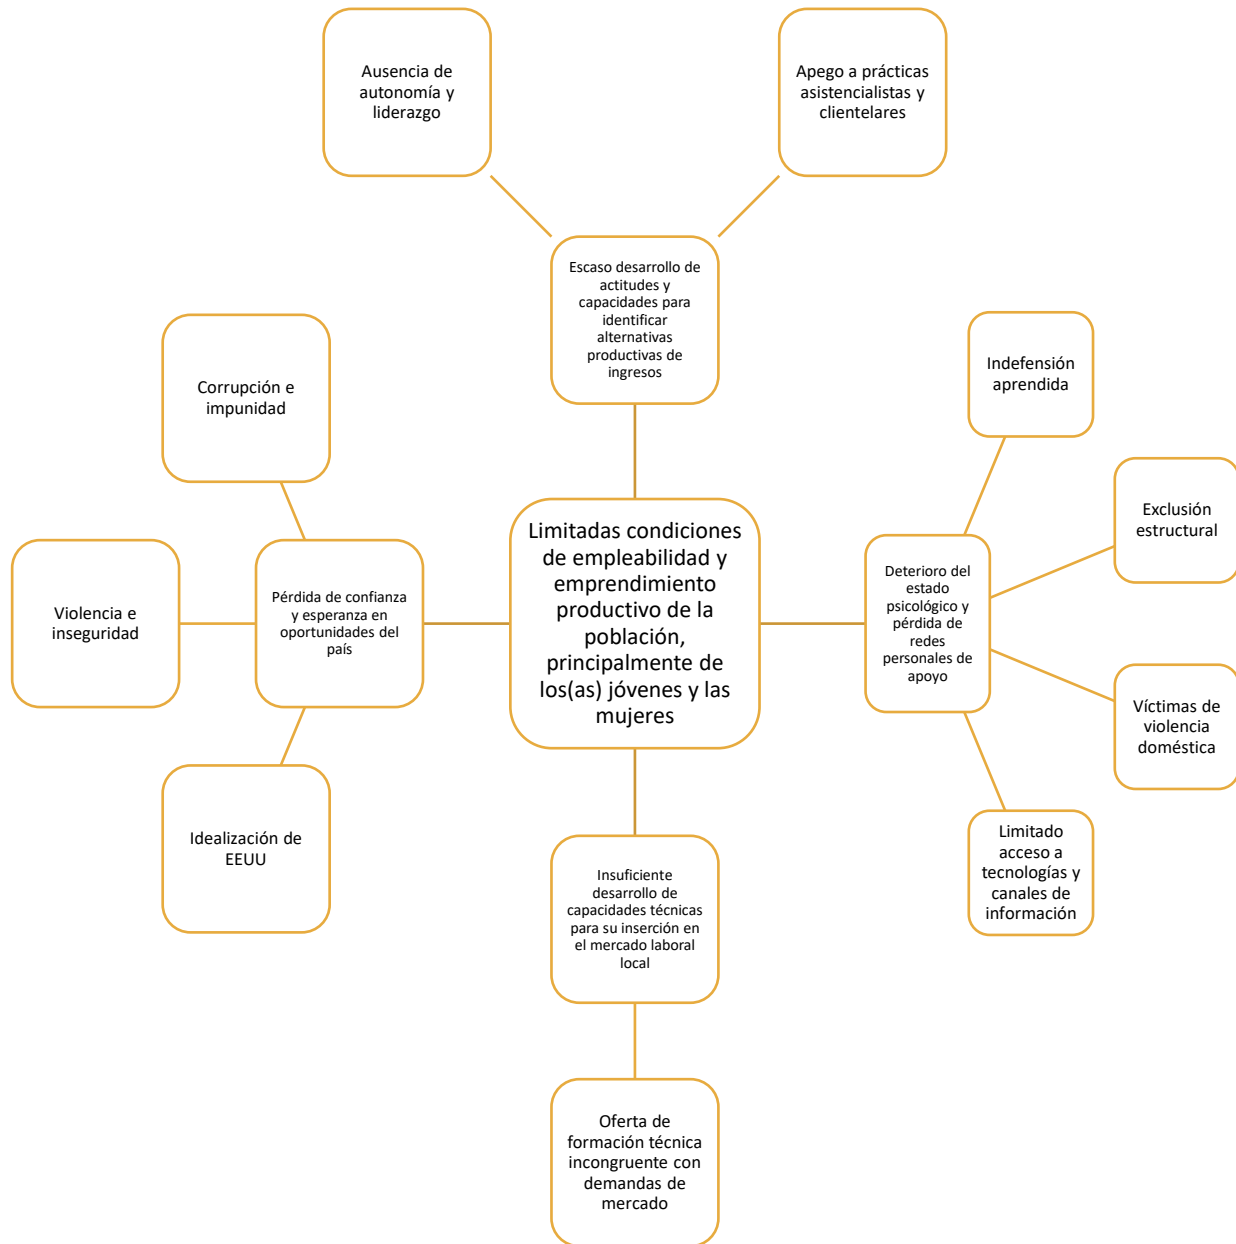 Ausencia de
autonomía y
liderazgo
Apego a prácticas
asistencialistas y
clientelares
Escaso desarrollo de
actitudes y
capacidades para
identificar
alternativas
productivas de
ingresos
Corrupción e
impunidad
Violencia e
inseguridad
Idealización de
EEUU
Pérdida de confianza
y esperanza en
oportunidades del
país
Limitadas condiciones
de empleabilidad y
emprendimiento
productivo de la
población,
principalmente de
los(as) jóvenes y las
mujeres
Deterioro del
estado
psicológico y
pérdida de
redes
personales de
apoyo
Indefensión
aprendida
Exclusión
estructural
Víctimas de
violencia
doméstica
Limitado
acceso a
tecnologías y
canales de
información
Insuficiente
desarrollo de
capacidades técnicas
para su inserción en
el mercado laboral
local
Oferta de
formación técnica
incongruente con
demandas de
mercado